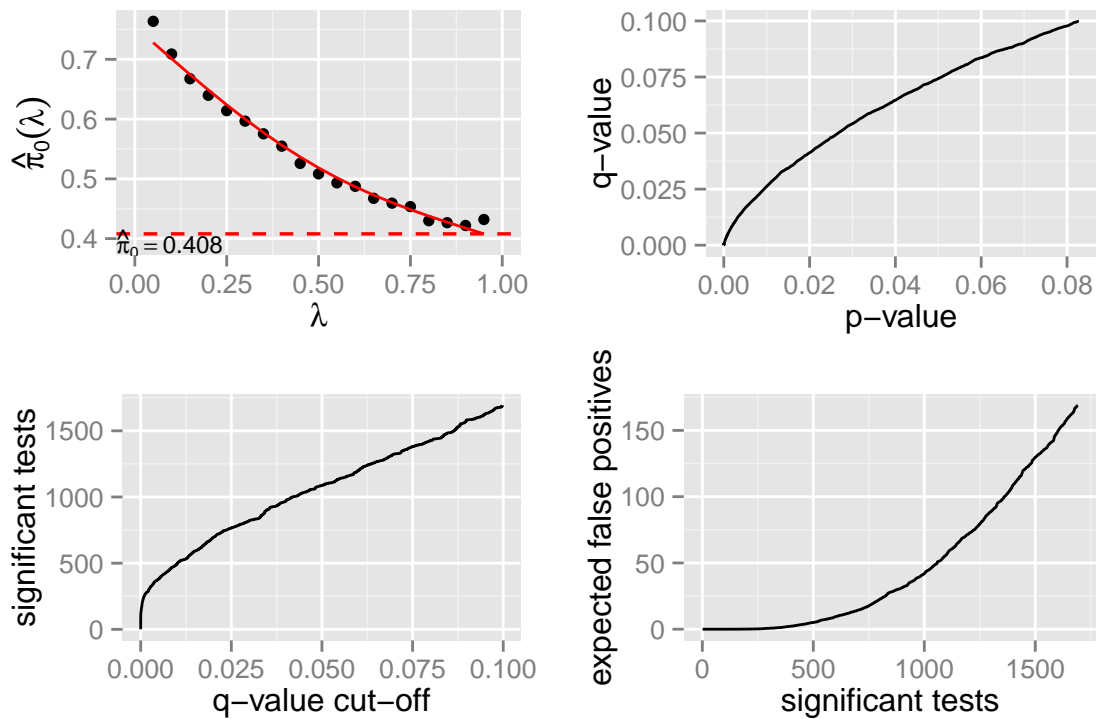 0.7
0.6
0.5
0.4
π̂₀(λ)
π̂₀ = 0.408
0.00 0.25 0.50 0.75 1.00
λ
0.100
0.075
0.050
0.025
0.000
q−value
0.00 0.02 0.04 0.06 0.08
p−value
1500
1000
500
0
significant tests
0.000 0.025 0.050 0.075 0.100
q−value cut−off
150
100
50
0
expected false positives
0 500 1000 1500
significant tests